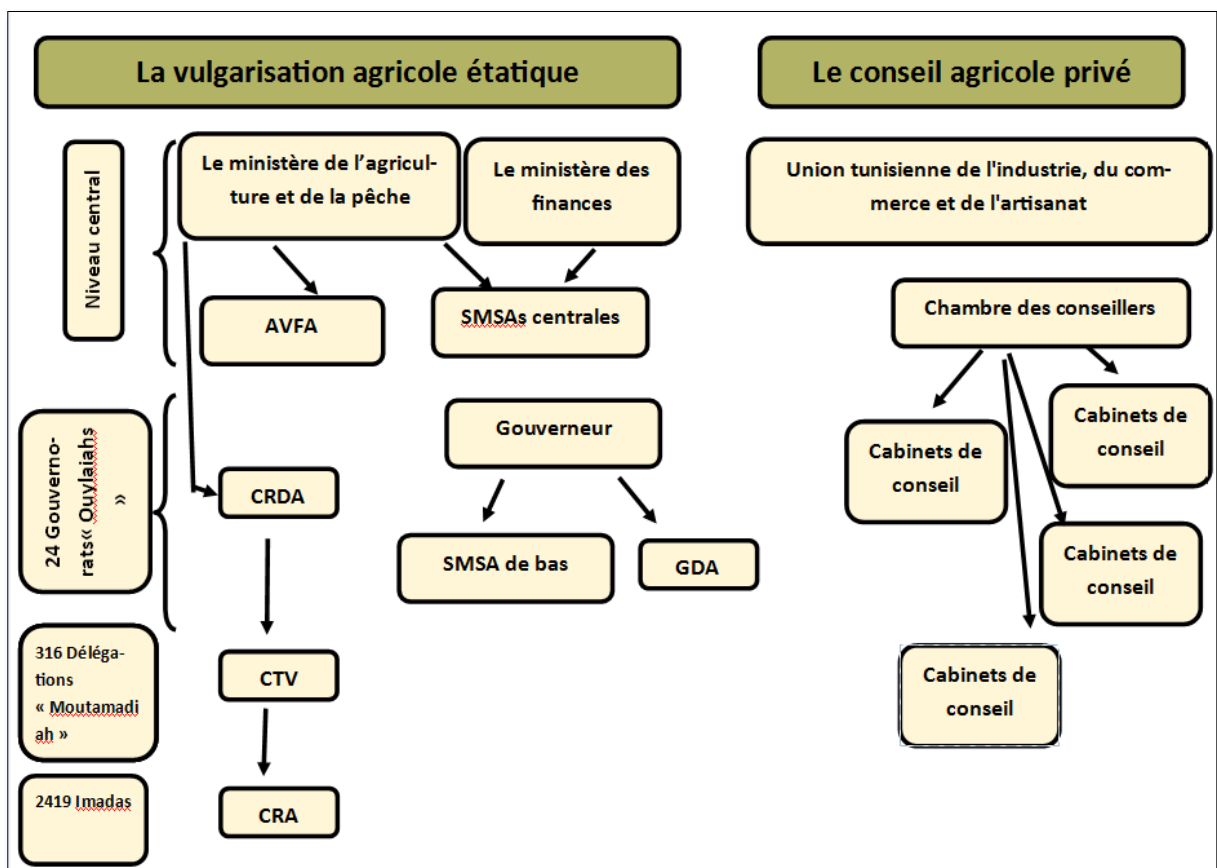 La vulgarisation agricole étatique
Le conseil agricole privé
Niveau central
Le ministère de l’agricul-
ture et de la pêche
Le ministère des
finances
Union tunisienne de l'industrie, du com-
merce et de l'artisanat
AVFA
SMSAs centrales
Chambre des conseillers
24 Gouverno-
rats« Ouylaiahs
»
Gouverneur
Cabinets de
conseil
Cabinets de
conseil
CRDA
SMSA de bas
GDA
Cabinets de
conseil
316 Déléga-
tions
« Moutamadi
ah »
CTV
Cabinets de
conseil
2419 Imadas
CRA